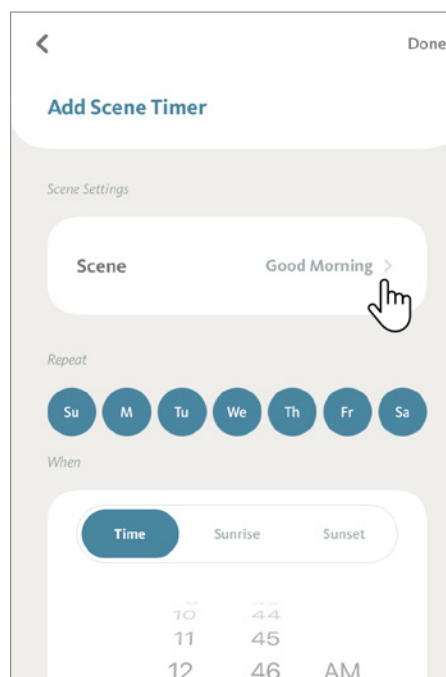 Done
Add Scene Timer
Scene Settings
Scene Good Morning
Repeat
Su M Tu We Th Fr Sa
When
Time Sunrise Sunset
10 44
11 45
12 46 AM